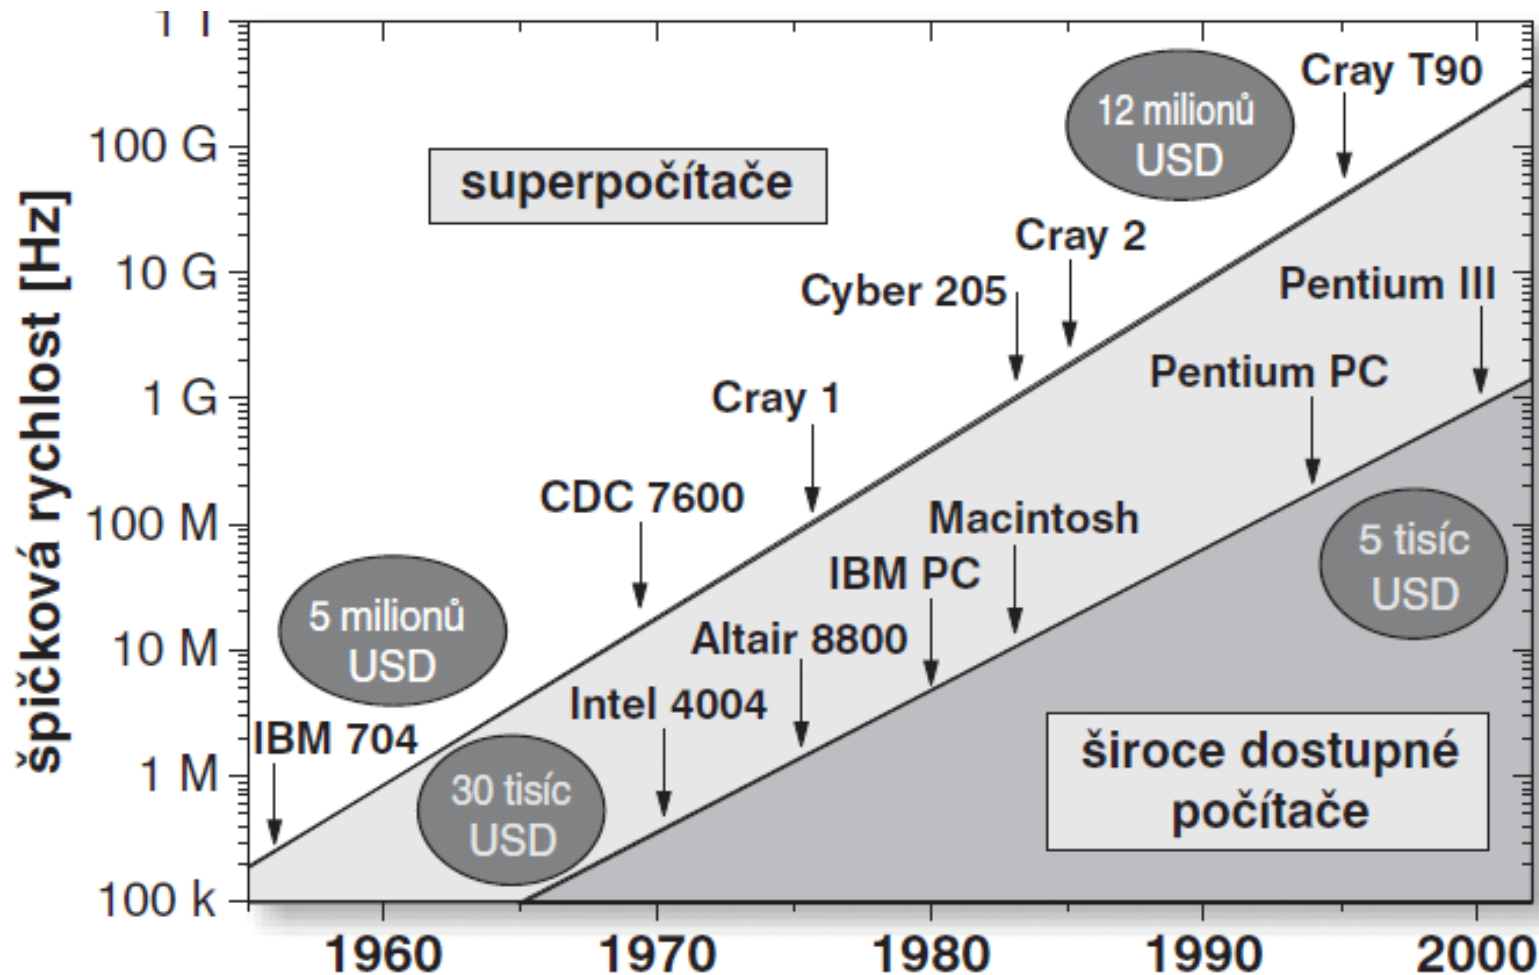 1 T
100 G
10 G
1 G
100 M
10 M
1 M
100 k
špičková rychlost [Hz]
superpočítače
12 milionů
USD
Cray T90
Cray 2
Cyber 205
Pentium III
Pentium PC
Cray 1
CDC 7600
Macintosh
IBM PC
5 tisíc
USD
5 milionů
USD
Altair 8800
Intel 4004
IBM 704
30 tisíc
USD
široce dostupné
počítače
1960
1970
1980
1990
2000